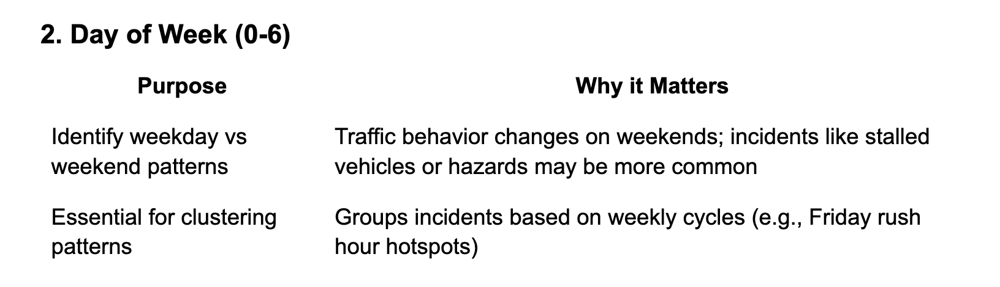 2. Day of Week (0-6)
Purpose
Why it Matters
Identify weekday vs
weekend patterns
Traffic behavior changes on weekends; incidents like stalled
vehicles or hazards may be more common
Essential for clustering
patterns
Groups incidents based on weekly cycles (e.g., Friday rush
hour hotspots)